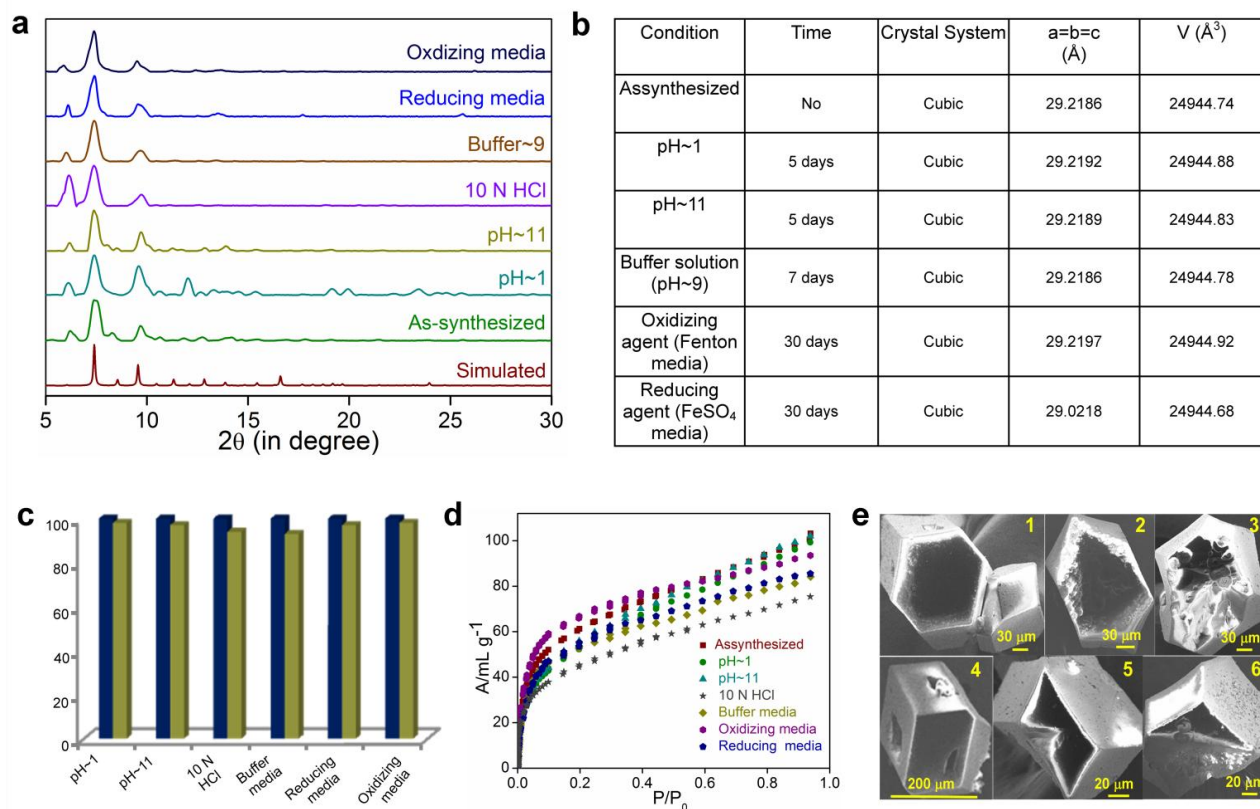 a
Oxdizing media
Reducing media
Buffer~9
10 N HCl
pH~11
pH~1
As-synthesized
Simulated
5 10 15 20 25 30
2θ (in degree)
b
Condition Time Crystal System a=b=c (Å) V (Å³)
Assynthesized No Cubic 29.2186 24944.74
pH~1 5 days Cubic 29.2192 24944.88
pH~11 5 days Cubic 29.2189 24944.83
Buffer solution (pH~9) 7 days Cubic 29.2186 24944.78
Oxidizing agent (Fenton media) 30 days Cubic 29.2197 24944.92
Reducing agent (FeSO₄ media) 30 days Cubic 29.0218 24944.68
c
100
80
60
40
20
0
pH~1 pH~11 10 N HCl Buffer media Reducing media Oxidizing media
d
A/mL g⁻¹
100
80
60
40
20
0
Assynthesized
pH~1
pH~11
10 N HCl
Buffer media
Oxidizing media
Reducing media
0.0 0.2 0.4 0.6 0.8 1.0
P/P₀
e
1 2 3
30 µm 30 µm 30 µm
4 5 6
200 µm 20 µm 20 µm